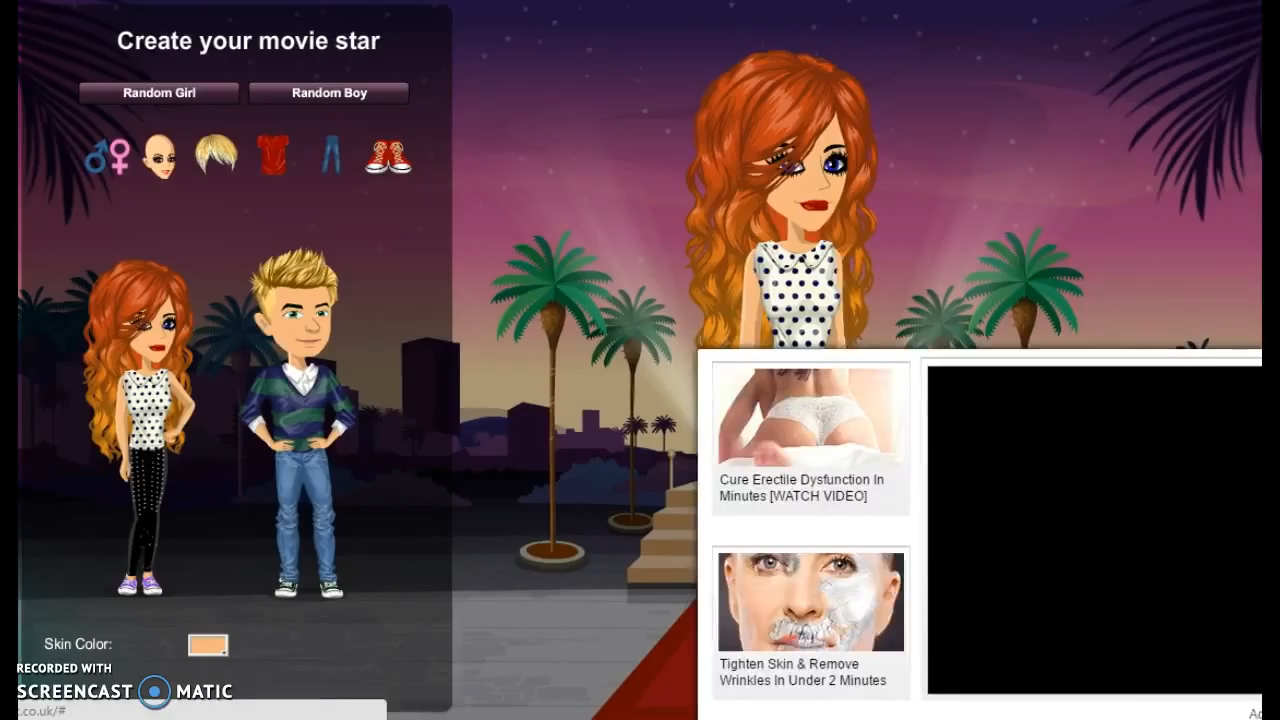 Create your movie star
Random Girl
Random Boy
Cure Erectile Dysfunction In
Minutes [WATCH VIDEO]
Tighten Skin & Remove
Wrinkles In Under 2 Minutes
Skin Color:
RECORDED WITH
SCREENCAST MATIC
.co.uk/#